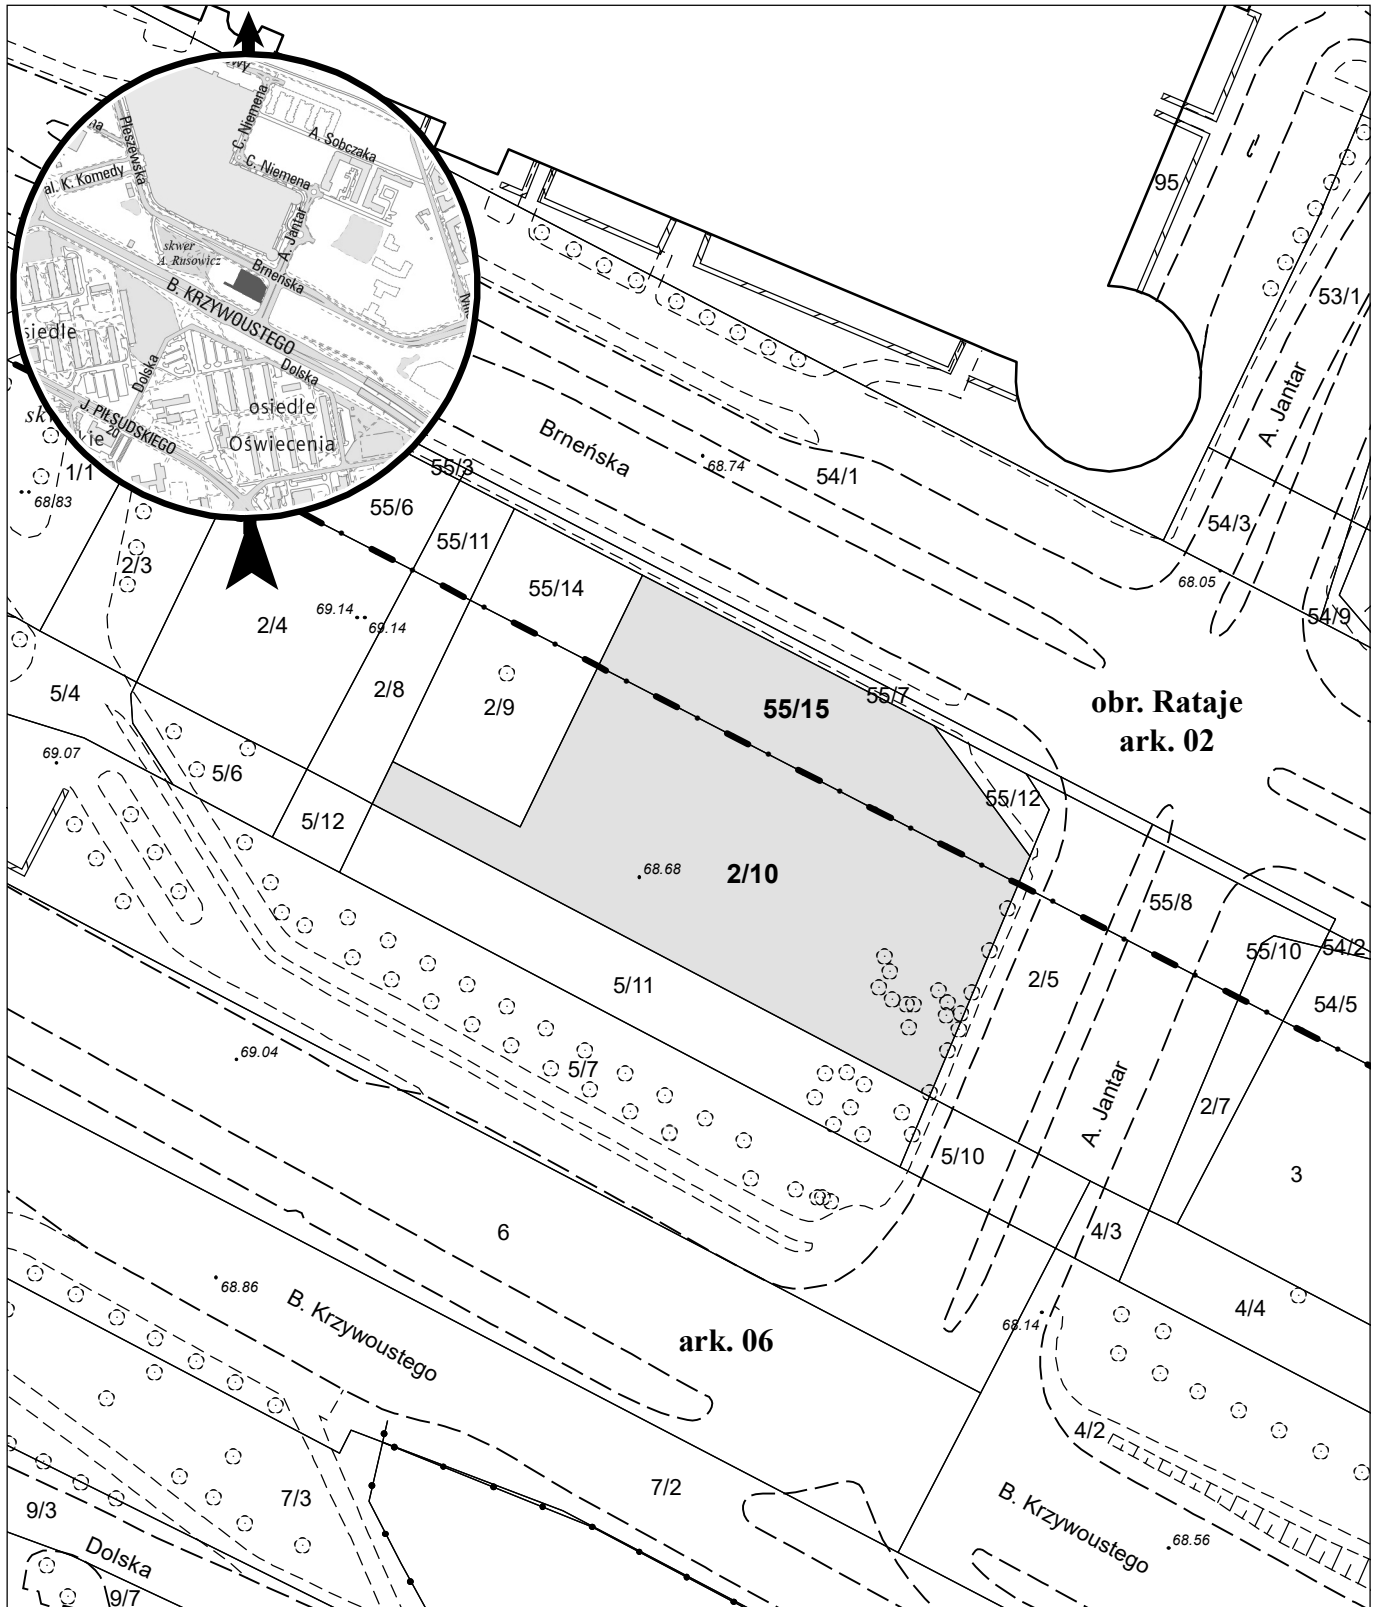 C. Niemena
A. Sobczaka
Pleszewska
al. K. Komedy
C. Niemena
A. Jantar
skwer
A. Rusowicz
Brneńska
B. KRZYWOUSTEGO
Dolska
Dolska
osiedle
Oświecenia
J. PIŁSUDSKIEGO
20
95
53/1
A. Jantar
Brneńska
68.74
54/1
54/3
68.05
54/9
1/1
68/83
55/3
55/6
55/11
55/14
2/3
2/4
69.14
69.14
2/8
2/9
55/15
55/7
obr. Rataje
ark. 02
5/4
69.07
5/6
5/12
55/12
68.68
2/10
55/8
55/10
54/2
54/5
2/5
5/11
5/7
69.04
A. Jantar
2/7
3
5/10
4/3
4/4
6
68.86
B. Krzywoustego
ark. 06
68.14
4/2
B. Krzywoustego
68.56
7/2
7/3
9/3
Dolska
9/7